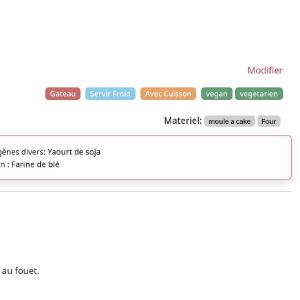 Modifier
Gateau Servir Froid Avec Cuisson vegan vegetarien
Materiel: moule a cake Four
gènes divers: Yaourt de soja
n : Farine de blé
au fouet.